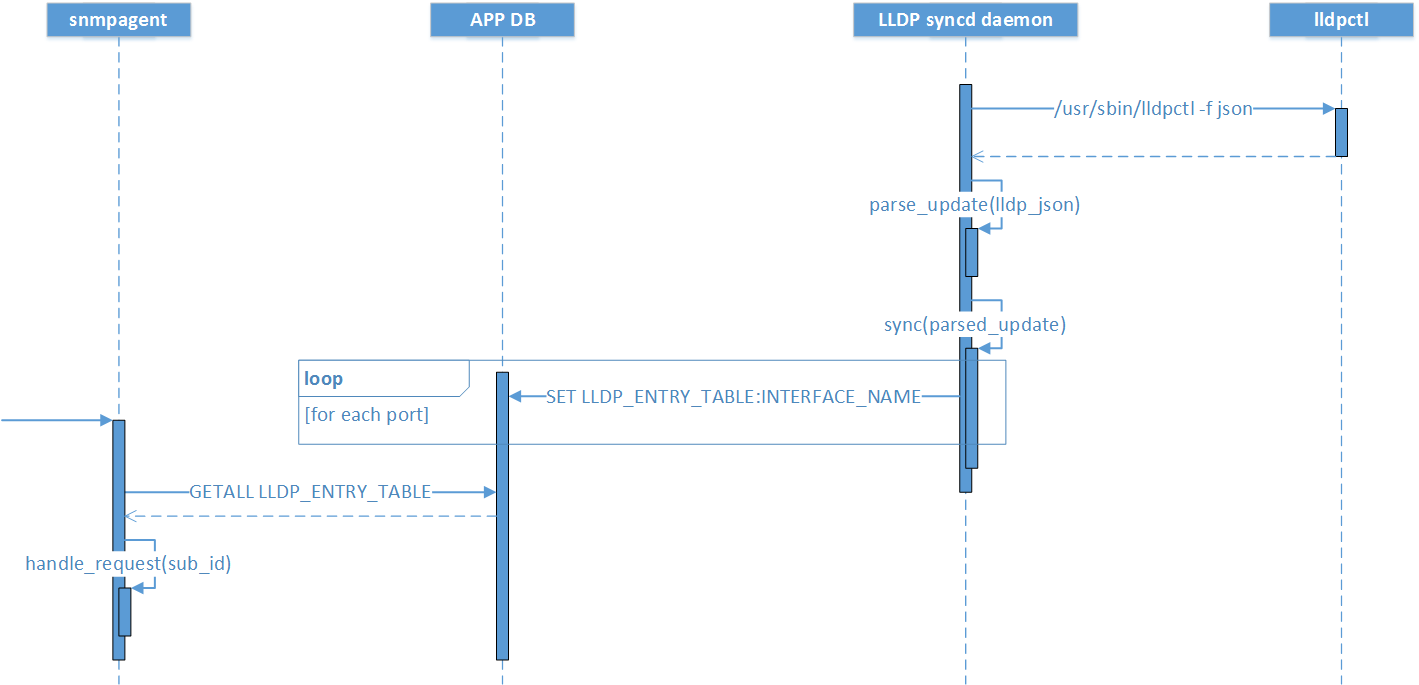 snmpagent
APP DB
LLDP syncd daemon
lldpctl
/usr/sbin/lldpctl -f json
parse_update(lldp_json)
sync(parsed_update)
loop
SET LLDP_ENTRY_TABLE:INTERFACE_NAME
[for each port]
GETALL LLDP_ENTRY_TABLE
handle_request(sub_id)